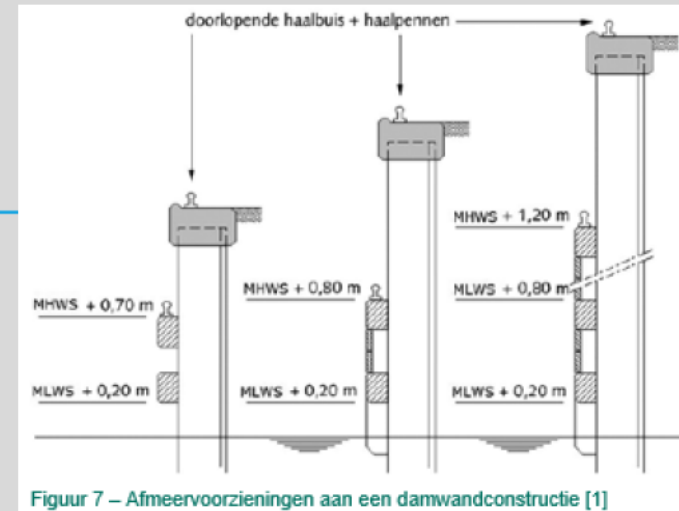 doorlopende haalbuis + haalpennen
MHWS + 1,20 m
MHWS + 0,80 m
MLWS + 0,80 m
MHWS + 0,70 m
MLWS + 0,20 m
MLWS + 0,20 m
MLWS + 0,20 m
Figuur 7 – Afmeervoorzieningen aan een damwandconstructie [1]